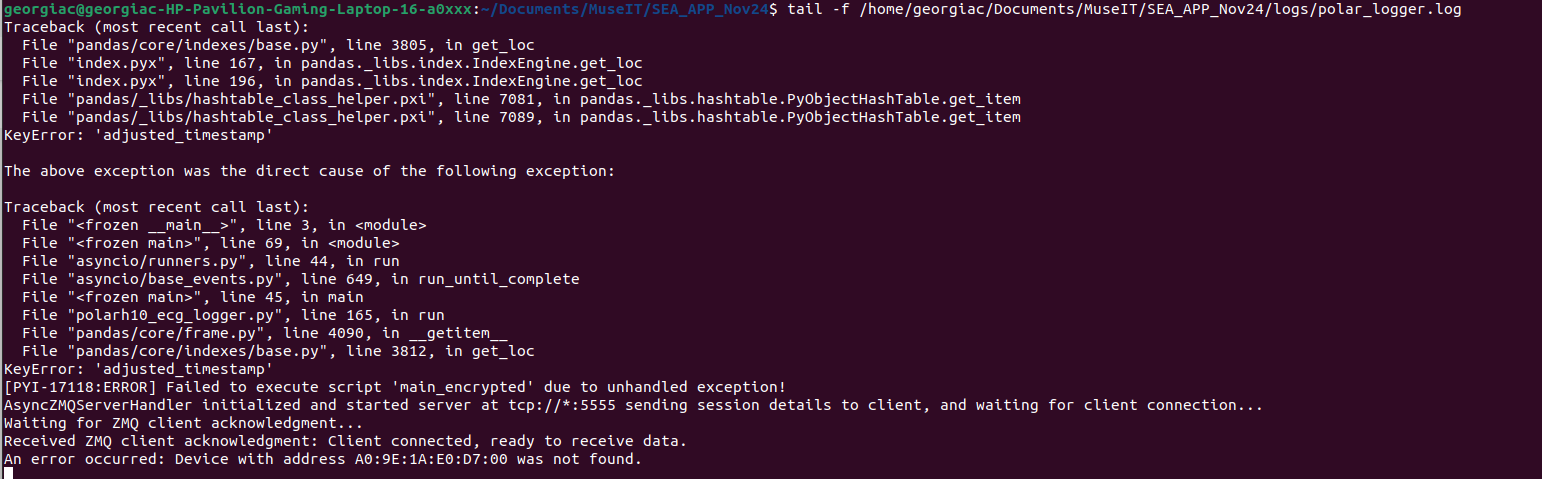 georgiac@georgiac-HP-Pavilion-Gaming-Laptop-16-a0xxx:~/Documents/MuseIT/SEA_APP_Nov24$ tail -f /home/georgiac/Documents/MuseIT/SEA_APP_Nov24/logs/polar_logger.log
Traceback (most recent call last):
  File "pandas/core/indexes/base.py", line 3805, in get_loc
  File "index.pyx", line 167, in pandas._libs.index.IndexEngine.get_loc
  File "index.pyx", line 196, in pandas._libs.index.IndexEngine.get_loc
  File "pandas/_libs/hashtable_class_helper.pxi", line 7081, in pandas._libs.hashtable.PyObjectHashTable.get_item
  File "pandas/_libs/hashtable_class_helper.pxi", line 7089, in pandas._libs.hashtable.PyObjectHashTable.get_item
KeyError: 'adjusted_timestamp'

The above exception was the direct cause of the following exception:

Traceback (most recent call last):
  File "<frozen __main__>", line 3, in <module>
  File "<frozen main>", line 69, in <module>
  File "asyncio/runners.py", line 44, in run
  File "asyncio/base_events.py", line 649, in run_until_complete
  File "<frozen main>", line 45, in main
  File "polarh10_ecg_logger.py", line 165, in run
  File "pandas/core/frame.py", line 4090, in __getitem__
  File "pandas/core/indexes/base.py", line 3812, in get_loc
KeyError: 'adjusted_timestamp'
[PYI-17118:ERROR] Failed to execute script 'main_encrypted' due to unhandled exception!
AsyncZMQServerHandler initialized and started server at tcp://*:5555 sending session details to client, and waiting for client connection...
Waiting for ZMQ client acknowledgment...
Received ZMQ client acknowledgment: Client connected, ready to receive data.
An error occurred: Device with address A0:9E:1A:E0:D7:00 was not found.